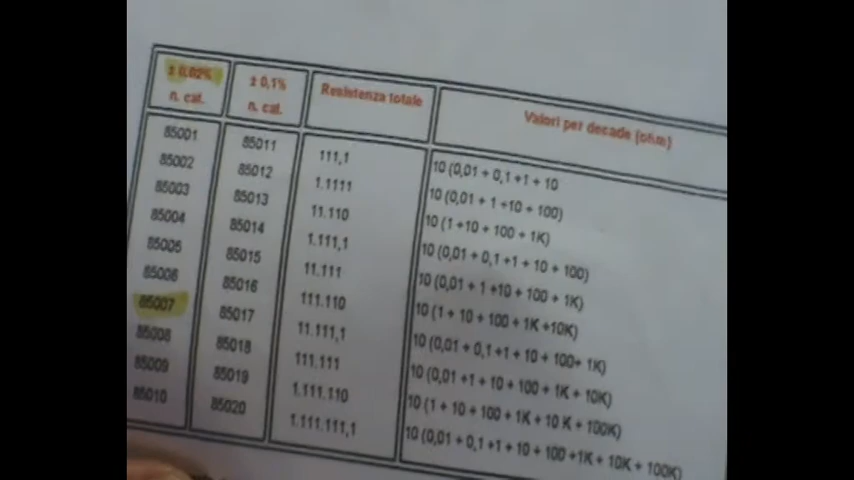 ± 0,02% ± 0,1% Resistenza totale Valori per decade (ohm)
n. cat. n. cat.
85001 85011 111,1 10 (0,01 + 0,1 +1 + 10
85002 85012 1.1111 10 (0,01 + 1 +10 + 100)
85003 85013 11.110 10 (1 +10 + 100 + 1K)
85004 85014 1.111,1 10 (0,01 + 0,1 +1 + 10 + 100)
85005 85015 11.111 10 (0,01 + 1 +10 + 100 + 1K)
85006 85016 111.110 10 (1 + 10 + 100 + 1K +10K)
85007 85017 11.111,1 10 (0,01 + 0,1 +1 + 10 + 100+ 1K)
85008 85018 111.111 10 (0,01 +1 + 10 + 100 + 1K + 10K)
85009 85019 1.111.110 10 (1 + 10 + 100 + 1K + 10 K + 100K)
85010 85020 1.111.111,1 10 (0,01 + 0,1 +1 + 10 + 100 +1K + 10K + 100K)